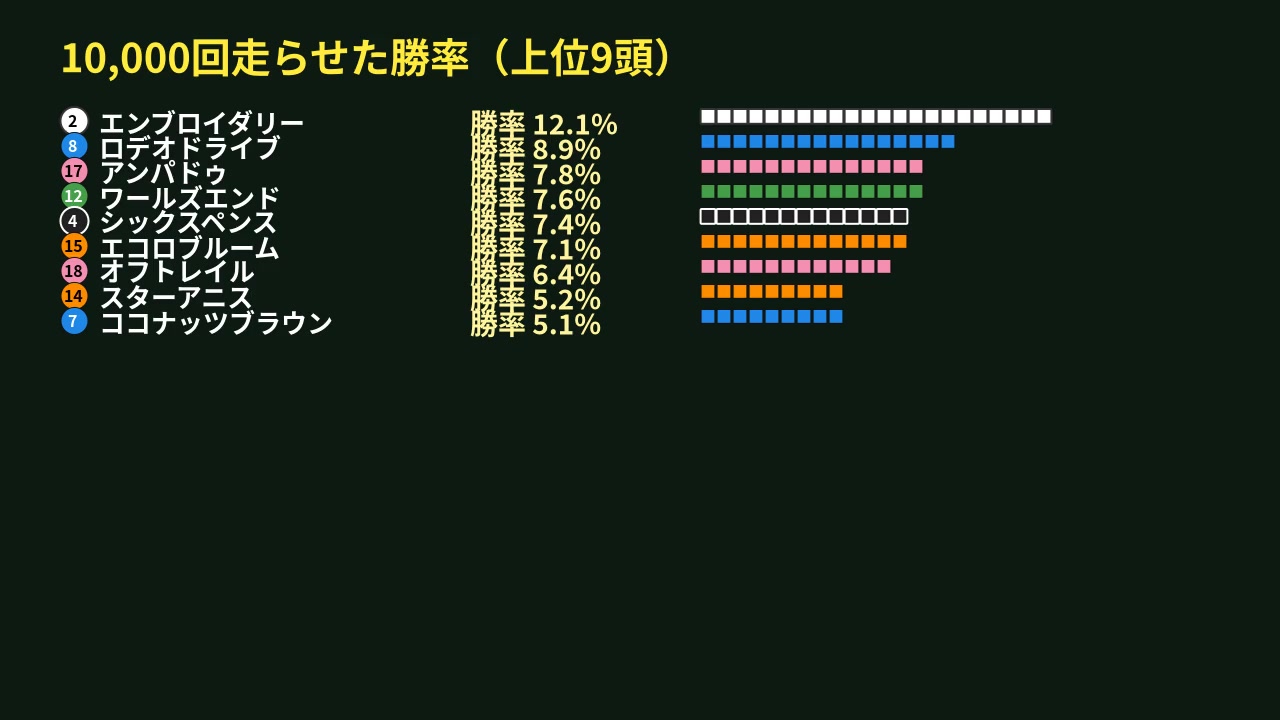 10,000回走らせた勝率（上位9頭）
2 エンブロイダリー 勝率 12.1%
8 ロデオドライブ 勝率 8.9%
17 アンパドゥ 勝率 7.8%
12 ワールズエンド 勝率 7.6%
4 シックスペンス 勝率 7.4%
15 エコロブルーム 勝率 7.1%
18 オフトレイル 勝率 6.4%
14 スターアニス 勝率 5.2%
7 ココナッツブラウン 勝率 5.1%